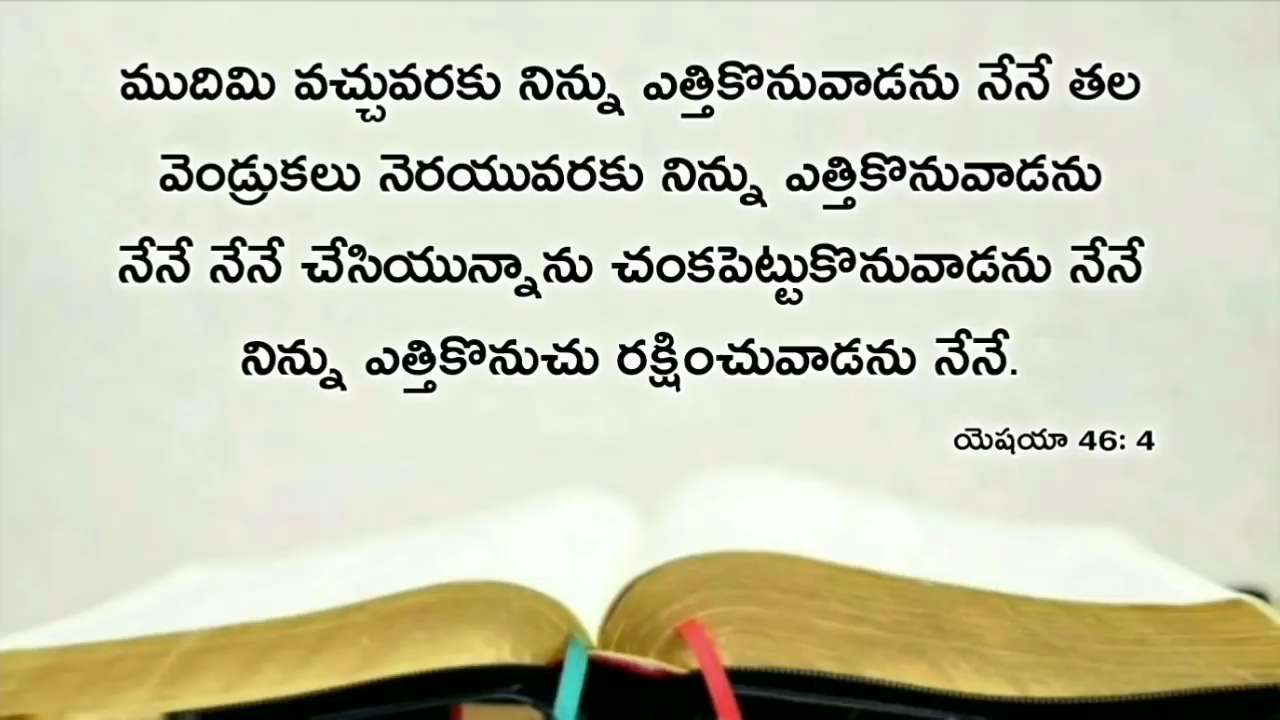 ముదిమి వచ్చువరకు నిన్ను ఎత్తికొనువాడను నేనే తల
వెండ్రుకలు నెరయువరకు నిన్ను ఎత్తికొనువాడను
నేనే నేనే చేసియున్నాను చంకపెట్టుకొనువాడను నేనే
నిన్ను ఎత్తికొనుచు రక్షించువాడను నేనే.
యెషయా 46: 4